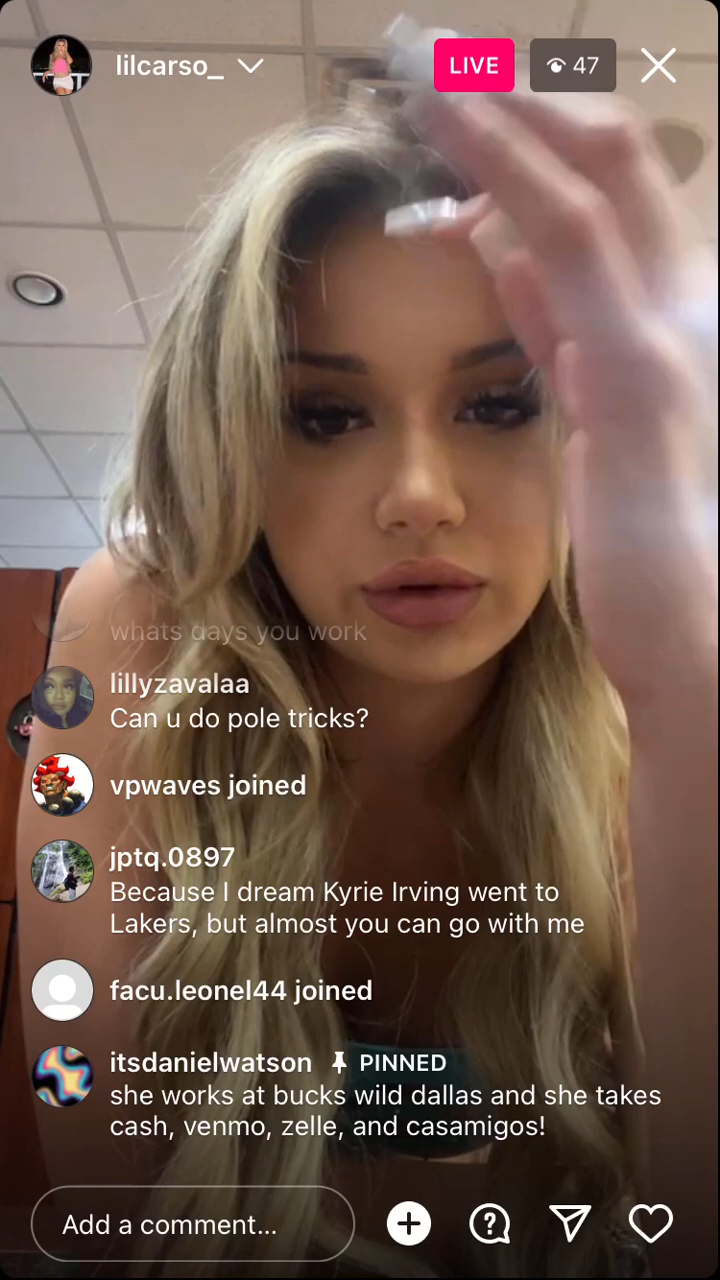 lilcarso_
LIVE
47
whats days you work
lillyzavalaa
Can u do pole tricks?
vpwaves joined
jptq.0897
Because I dream Kyrie Irving went to
Lakers, but almost you can go with me
facu.leonel44 joined
itsdanielwatson PINNED
she works at bucks wild dallas and she takes
cash, venmo, zelle, and casamigos!
Add a comment...